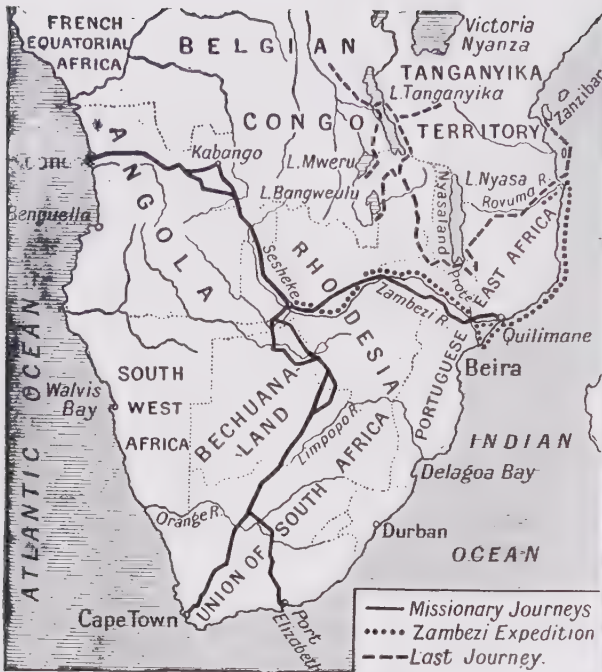 FRENCH
EQUATORIAL
AFRICA
BELGIAN
CONGO
Victoria
Nyanza
TANGANYIKA
L.Tanganyika
TERRITORY
Zanzibar
ANGOLA
Kabango
L.Mweru
L.Bangweulu
Nyasaland
L.Nyasa
Rovuma R.
Benguella
Sesheke
RHODESIA
Zambezi R.
PORTUGUESE EAST AFRICA
Quilimane
Beira
ATLANTIC OCEAN
Walvis
Bay
SOUTH
WEST
AFRICA
BECHUANA
LAND
Limpopo R.
Delagoa Bay
INDIAN
OCEAN
Orange R.
UNION OF SOUTH AFRICA
Durban
Cape Town
Port
Elizabeth
Missionary Journeys
Zambezi Expedition
Last Journey.